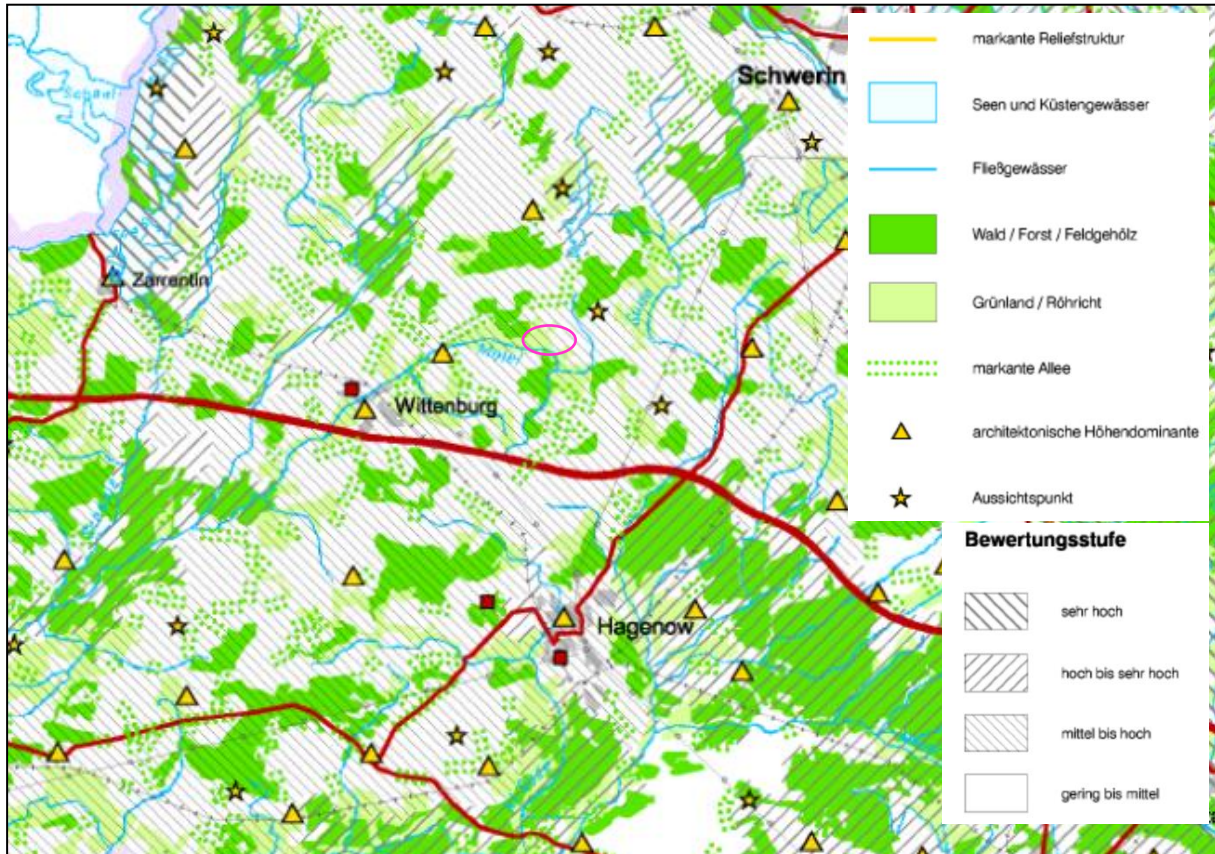 Schaal-
see
Schwerin
Zarrentin
Wittenburg
Hagenow
markante Reliefstruktur
Seen und Küstengewässer
Fließgewässer
Wald / Forst / Feldgehölz
Grünland / Röhricht
markante Allee
architektonische Höhendominante
Aussichtspunkt
Bewertungsstufe
sehr hoch
hoch bis sehr hoch
mittel bis hoch
gering bis mittel